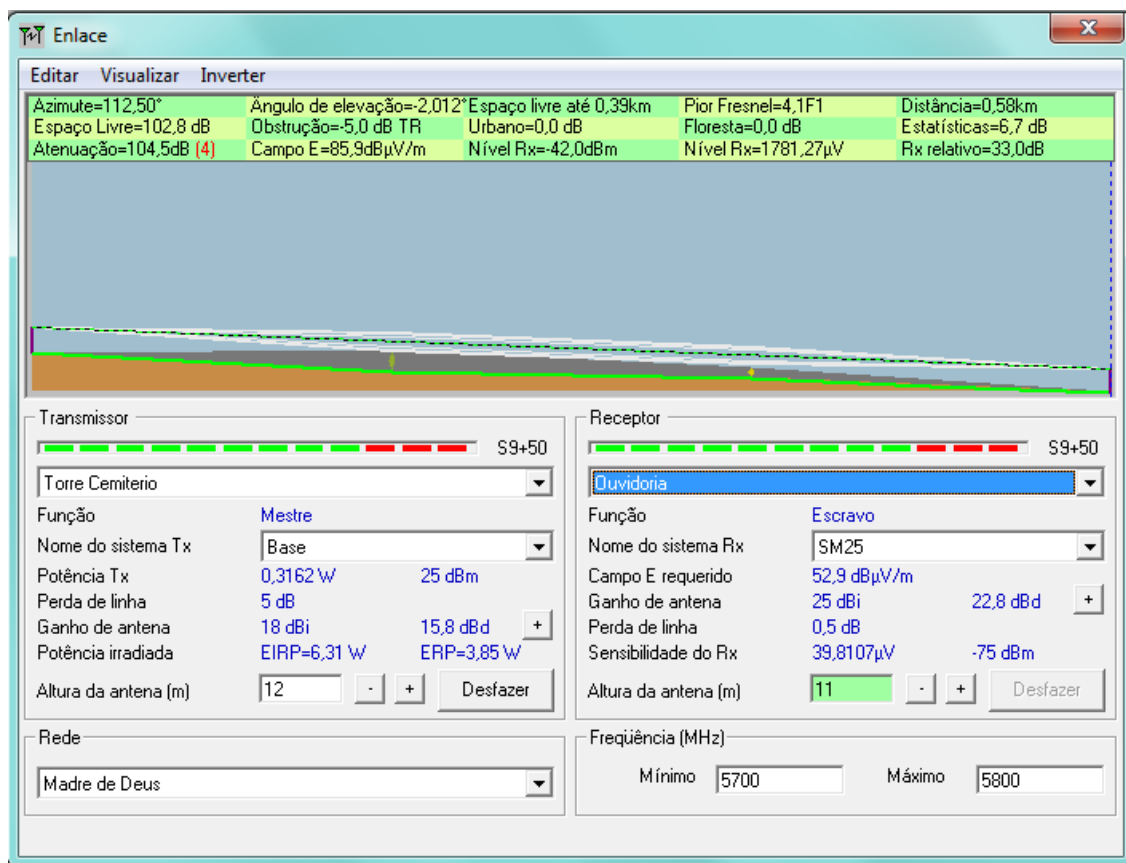 Enlace
Editar Visualizar Inverter
Azimute=112,50° Ângulo de elevação=-2,012° Espaço livre até 0,39km Pior Fresnel=4,1F1 Distância=0,58km
Espaço Livre=102,8 dB Obstrução=-5,0 dB TR Urbano=0,0 dB Floresta=0,0 dB Estatísticas=6,7 dB
Atenuação=104,5dB (4) Campo E=85,9dBµV/m Nível Rx=-42,0dBm Nível Rx=1781,27µV Rx relativo=33,0dB
Transmissor
S9+50
Torre Cemiterio
Função Mestre
Nome do sistema Tx Base
Potência Tx 0,3162 W 25 dBm
Perda de linha 5 dB
Ganho de antena 18 dBi 15,8 dBd +
Potência irradiada EIRP=6,31 W ERP=3,85 W
Altura da antena (m) 12 - + Desfazer
Receptor
S9+50
Ouvidoria
Função Escravo
Nome do sistema Rx SM25
Campo E requerido 52,9 dBµV/m
Ganho de antena 25 dBi 22,8 dBd +
Perda de linha 0,5 dB
Sensibilidade do Rx 39,8107µV -75 dBm
Altura da antena (m) 11 - + Desfazer
Rede
Madre de Deus
Freqüência (MHz)
Mínimo 5700 Máximo 5800